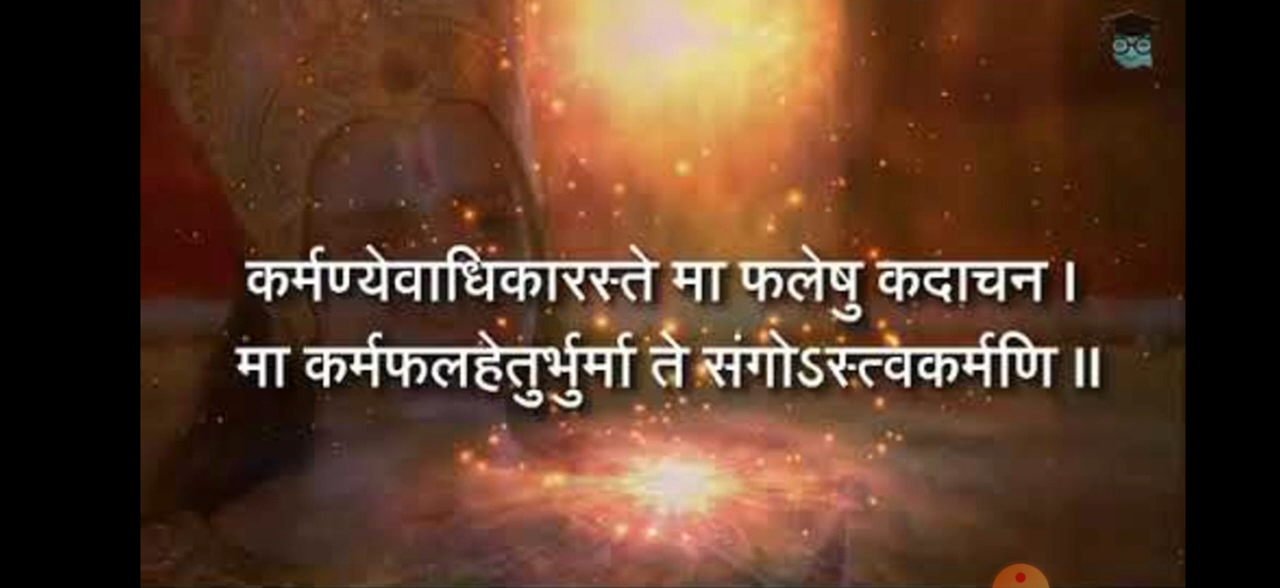 कर्मण्येवाधिकारस्ते मा फलेषु कदाचन ।
मा कर्मफलहेतुर्भुर्मा ते संगोऽस्त्वकर्मणि ॥